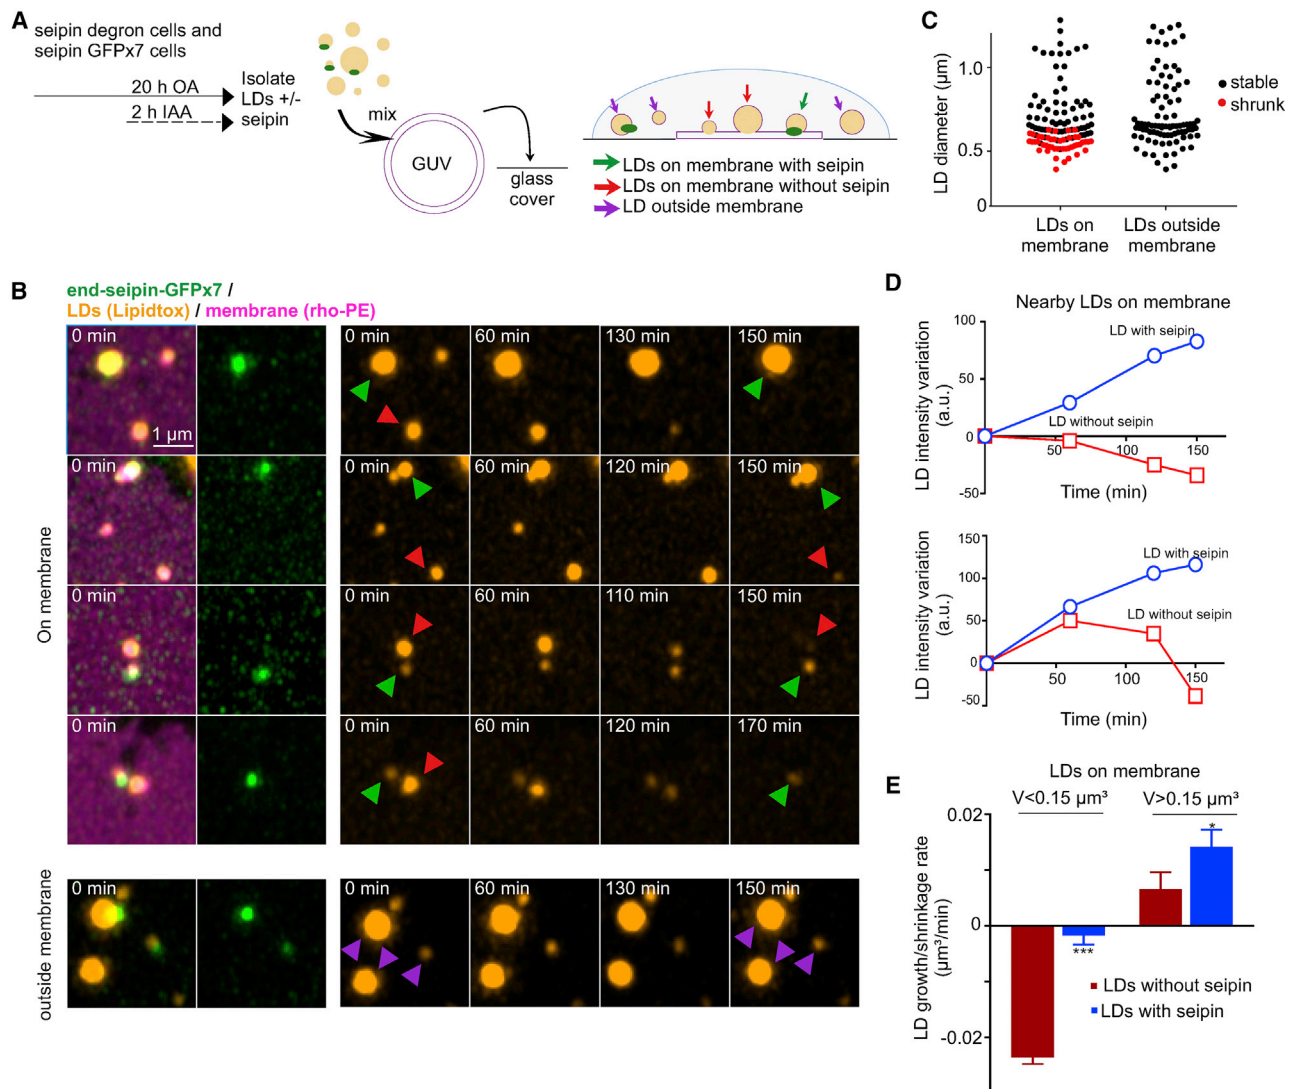 A
seipin degron cells and
seipin GFPx7 cells
20 h OA
2 h IAA
Isolate
LDs +/-
seipin
mix
GUV
glass
cover
LDs on membrane with seipin
LDs on membrane without seipin
LD outside membrane
B
end-seipin-GFPx7 /
LDs (Lipidtox) / membrane (rho-PE)
On membrane
0 min
1 µm
0 min
60 min
130 min
150 min
0 min
0 min
60 min
120 min
150 min
0 min
0 min
60 min
110 min
150 min
0 min
0 min
60 min
120 min
170 min
outside membrane
0 min
0 min
60 min
130 min
150 min
C
LD diameter (µm)
1.0
0.5
0
stable
shrunk
LDs on
membrane
LDs outside
membrane
D
Nearby LDs on membrane
LD intensity variation
(a.u.)
100
50
0
-50
LD with seipin
LD without seipin
50
100
150
Time (min)
LD intensity variation
(a.u.)
150
100
50
0
-50
LD with seipin
LD without seipin
50
100
150
Time (min)
E
LDs on membrane
V<0.15 µm³
V>0.15 µm³
LD growth/shrinkage rate
(µm³/min)
0.02
0
-0.02
***
*
LDs without seipin
LDs with seipin